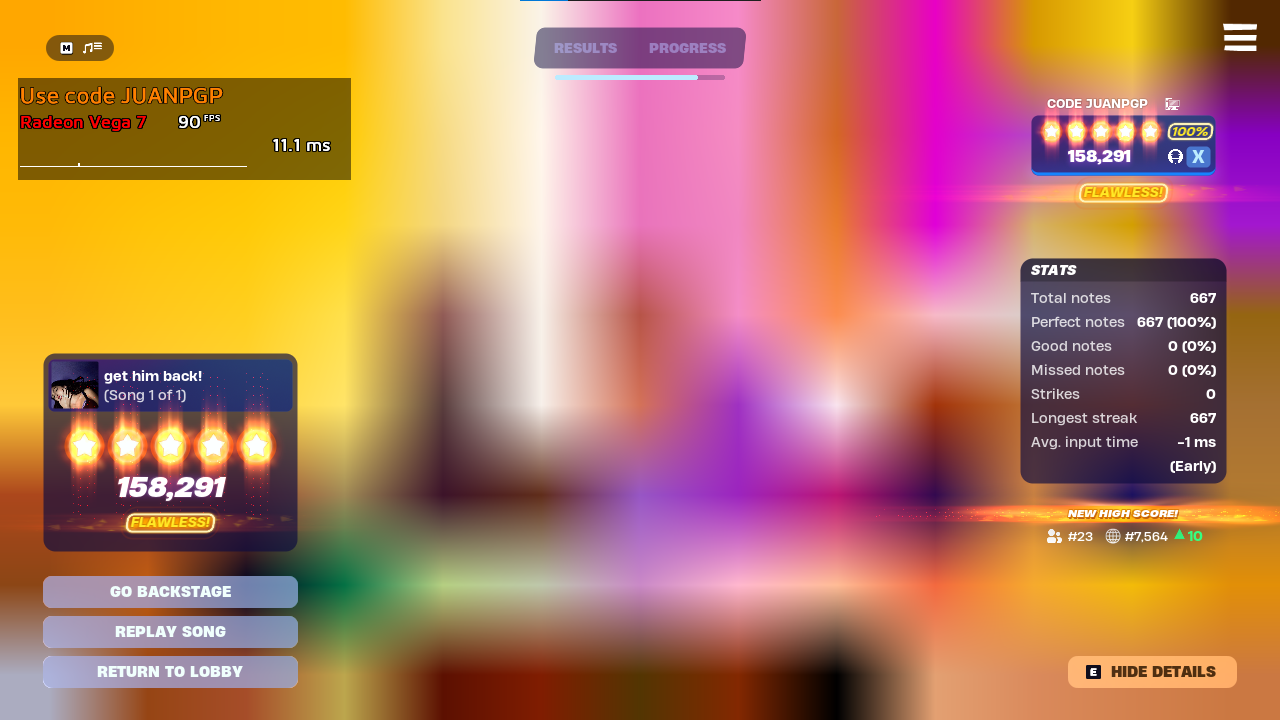 M
RESULTS PROGRESS
Use code JUANPGP
Radeon Vega 7 90 FPS
11.1 ms
CODE JUANPGP
100%
158,291 X
FLAWLESS!
STATS
Total notes 667
Perfect notes 667 (100%)
Good notes 0 (0%)
Missed notes 0 (0%)
Strikes 0
Longest streak 667
Avg. input time -1 ms
(Early)
NEW HIGH SCORE!
#23 #7,564 10
get him back!
(Song 1 of 1)
158,291
FLAWLESS!
GO BACKSTAGE
REPLAY SONG
RETURN TO LOBBY
E HIDE DETAILS